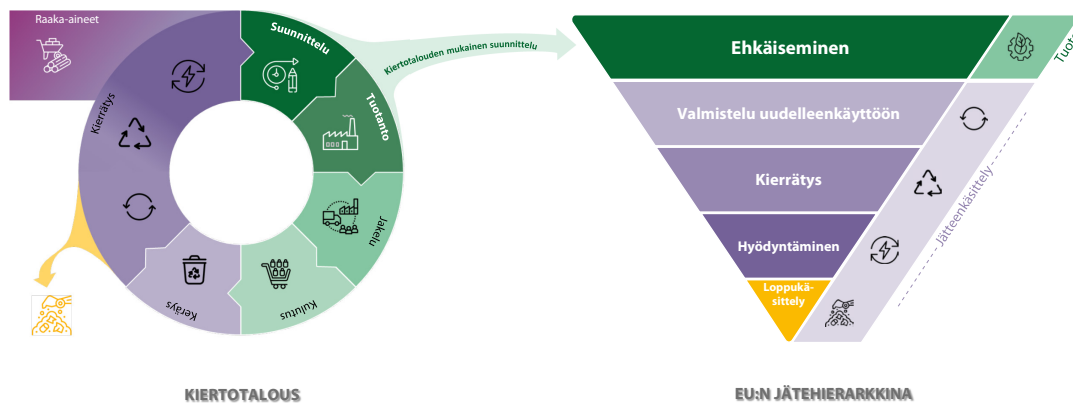 Raaka-aineet
Suunnittelu
Tuotanto
Jakelu
Kulutus
Keräys
Kierrätys
Kiertotalouden mukainen suunnittelu
Ehkäiseminen
Valmistelu uudelleenkäyttöön
Kierrätys
Hyödyntäminen
Loppukä-
sittely
Jätteenkäsittely
KIERTOTALOUS
EU:N JÄTEHIERARKKINA